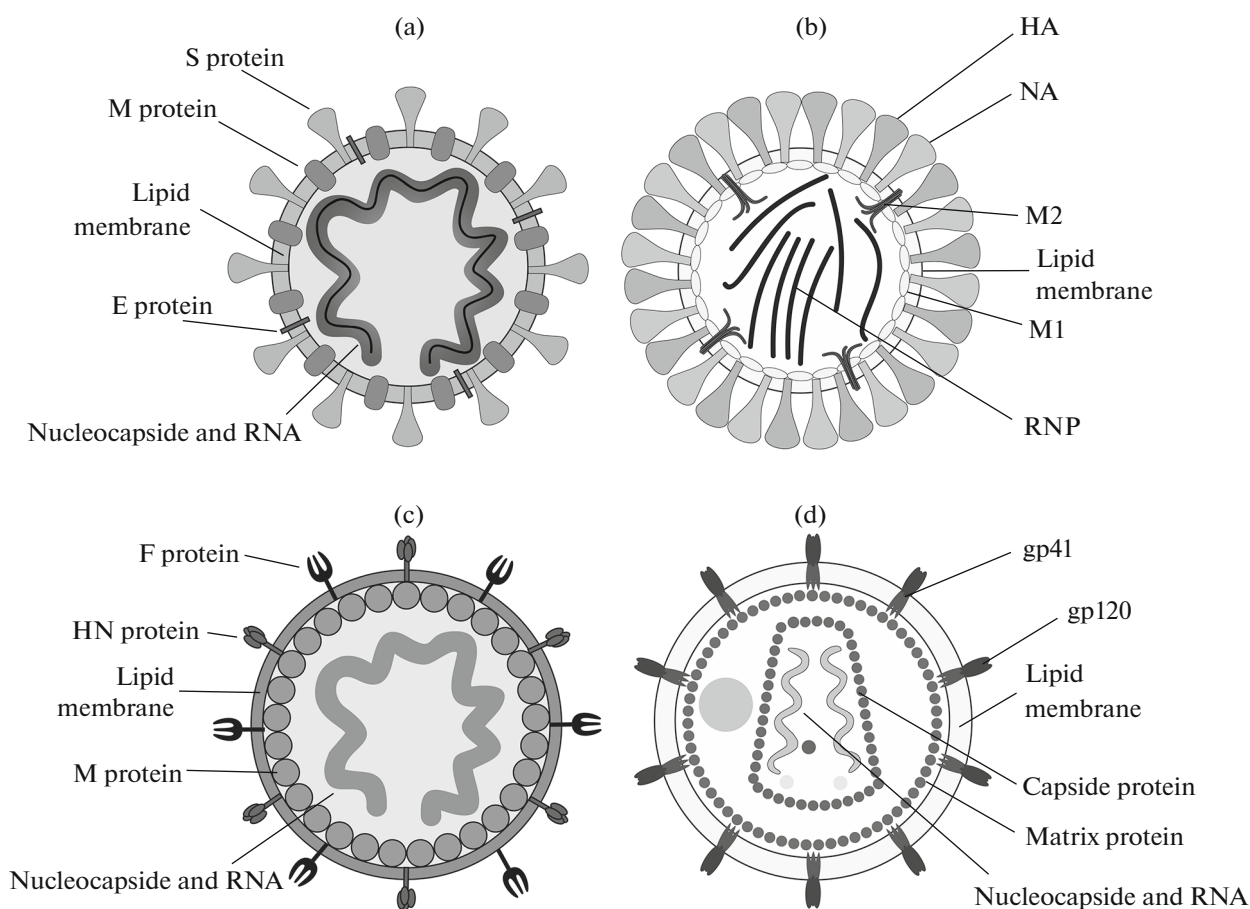 (a)
S protein
M protein
Lipid
membrane
E protein
Nucleocapside and RNA
(b)
HA
NA
M2
Lipid
membrane
M1
RNP
(c)
F protein
HN protein
Lipid
membrane
M protein
Nucleocapside and RNA
(d)
gp41
gp120
Lipid
membrane
Capside protein
Matrix protein
Nucleocapside and RNA